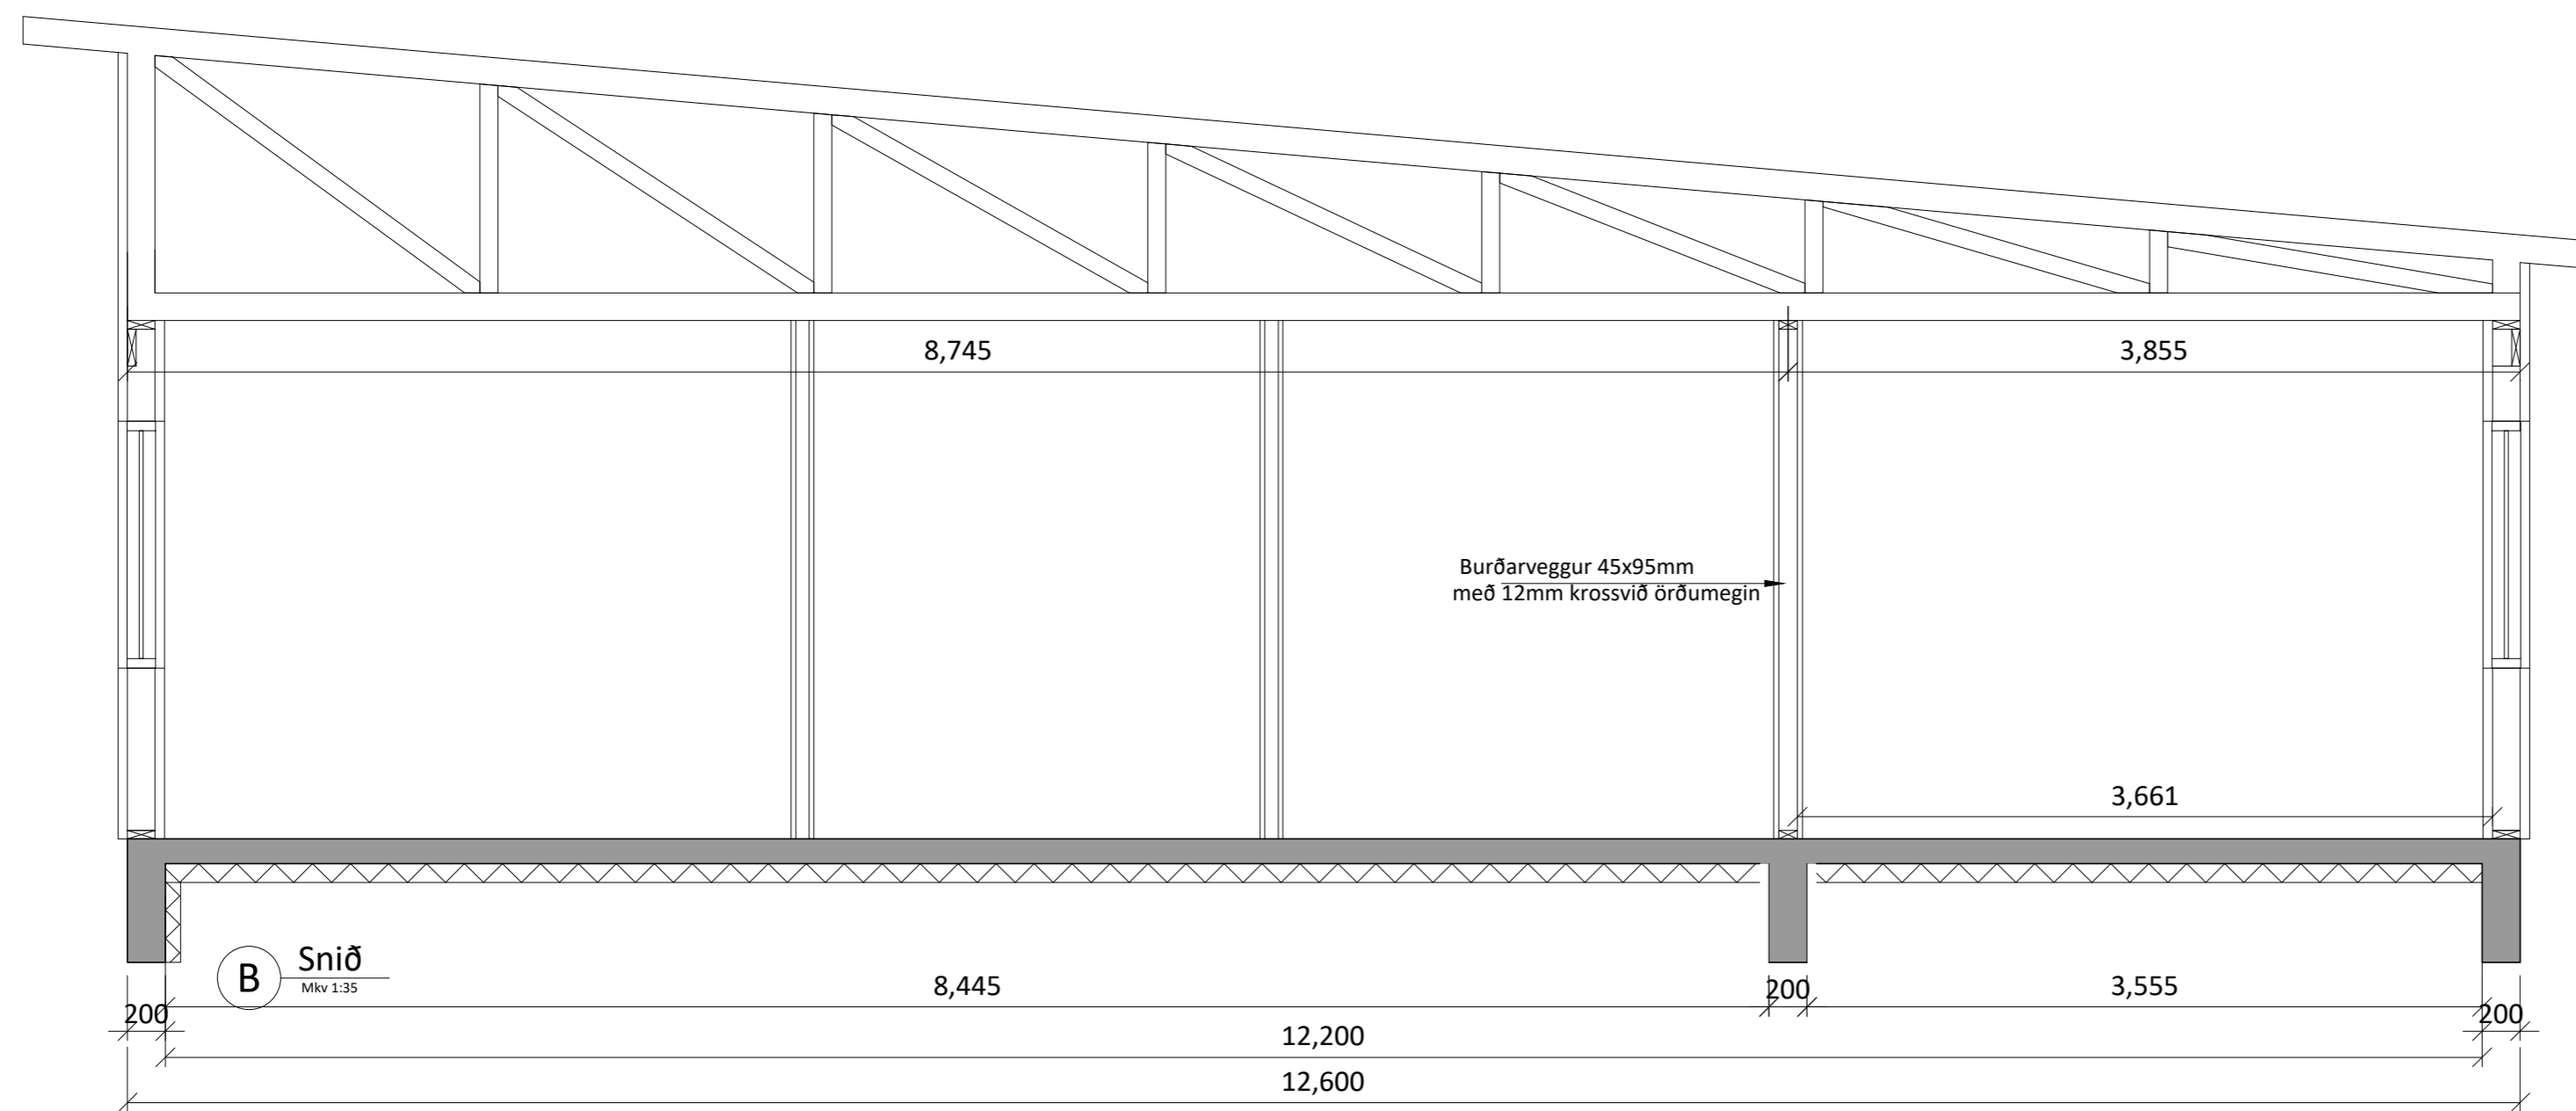 8,745
3,855
Burðarveggur 45x95mm
með 12mm krossvið örðumegin
3,661
B
Snið
Mkv 1:35
8,445
200
3,555
200
200
12,200
12,600